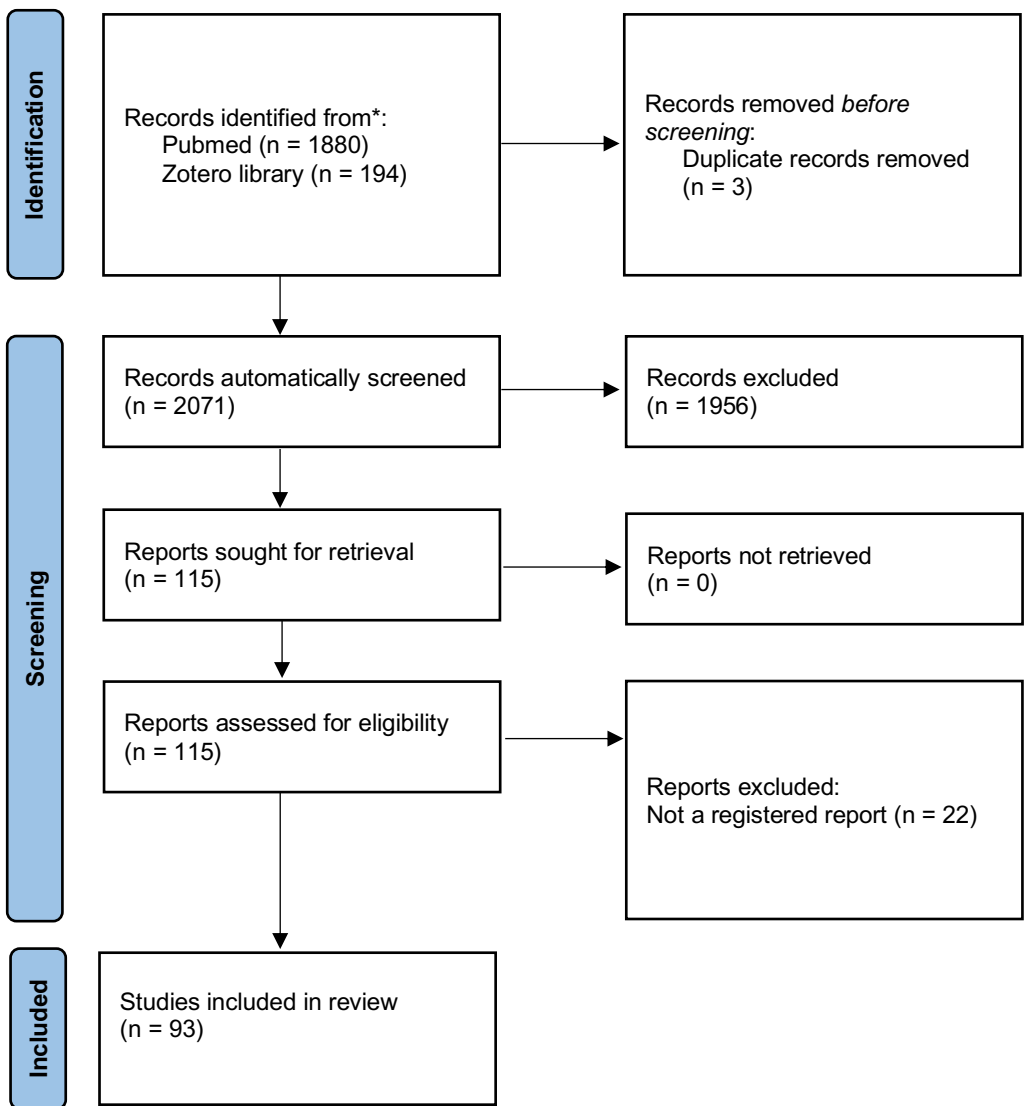 Identification
Records identified from*:
Pubmed (n = 1880)
Zotero library (n = 194)
Records removed before
screening:
Duplicate records removed
(n = 3)
Screening
Records automatically screened
(n = 2071)
Records excluded
(n = 1956)
Reports sought for retrieval
(n = 115)
Reports not retrieved
(n = 0)
Reports assessed for eligibility
(n = 115)
Reports excluded:
Not a registered report (n = 22)
Included
Studies included in review
(n = 93)